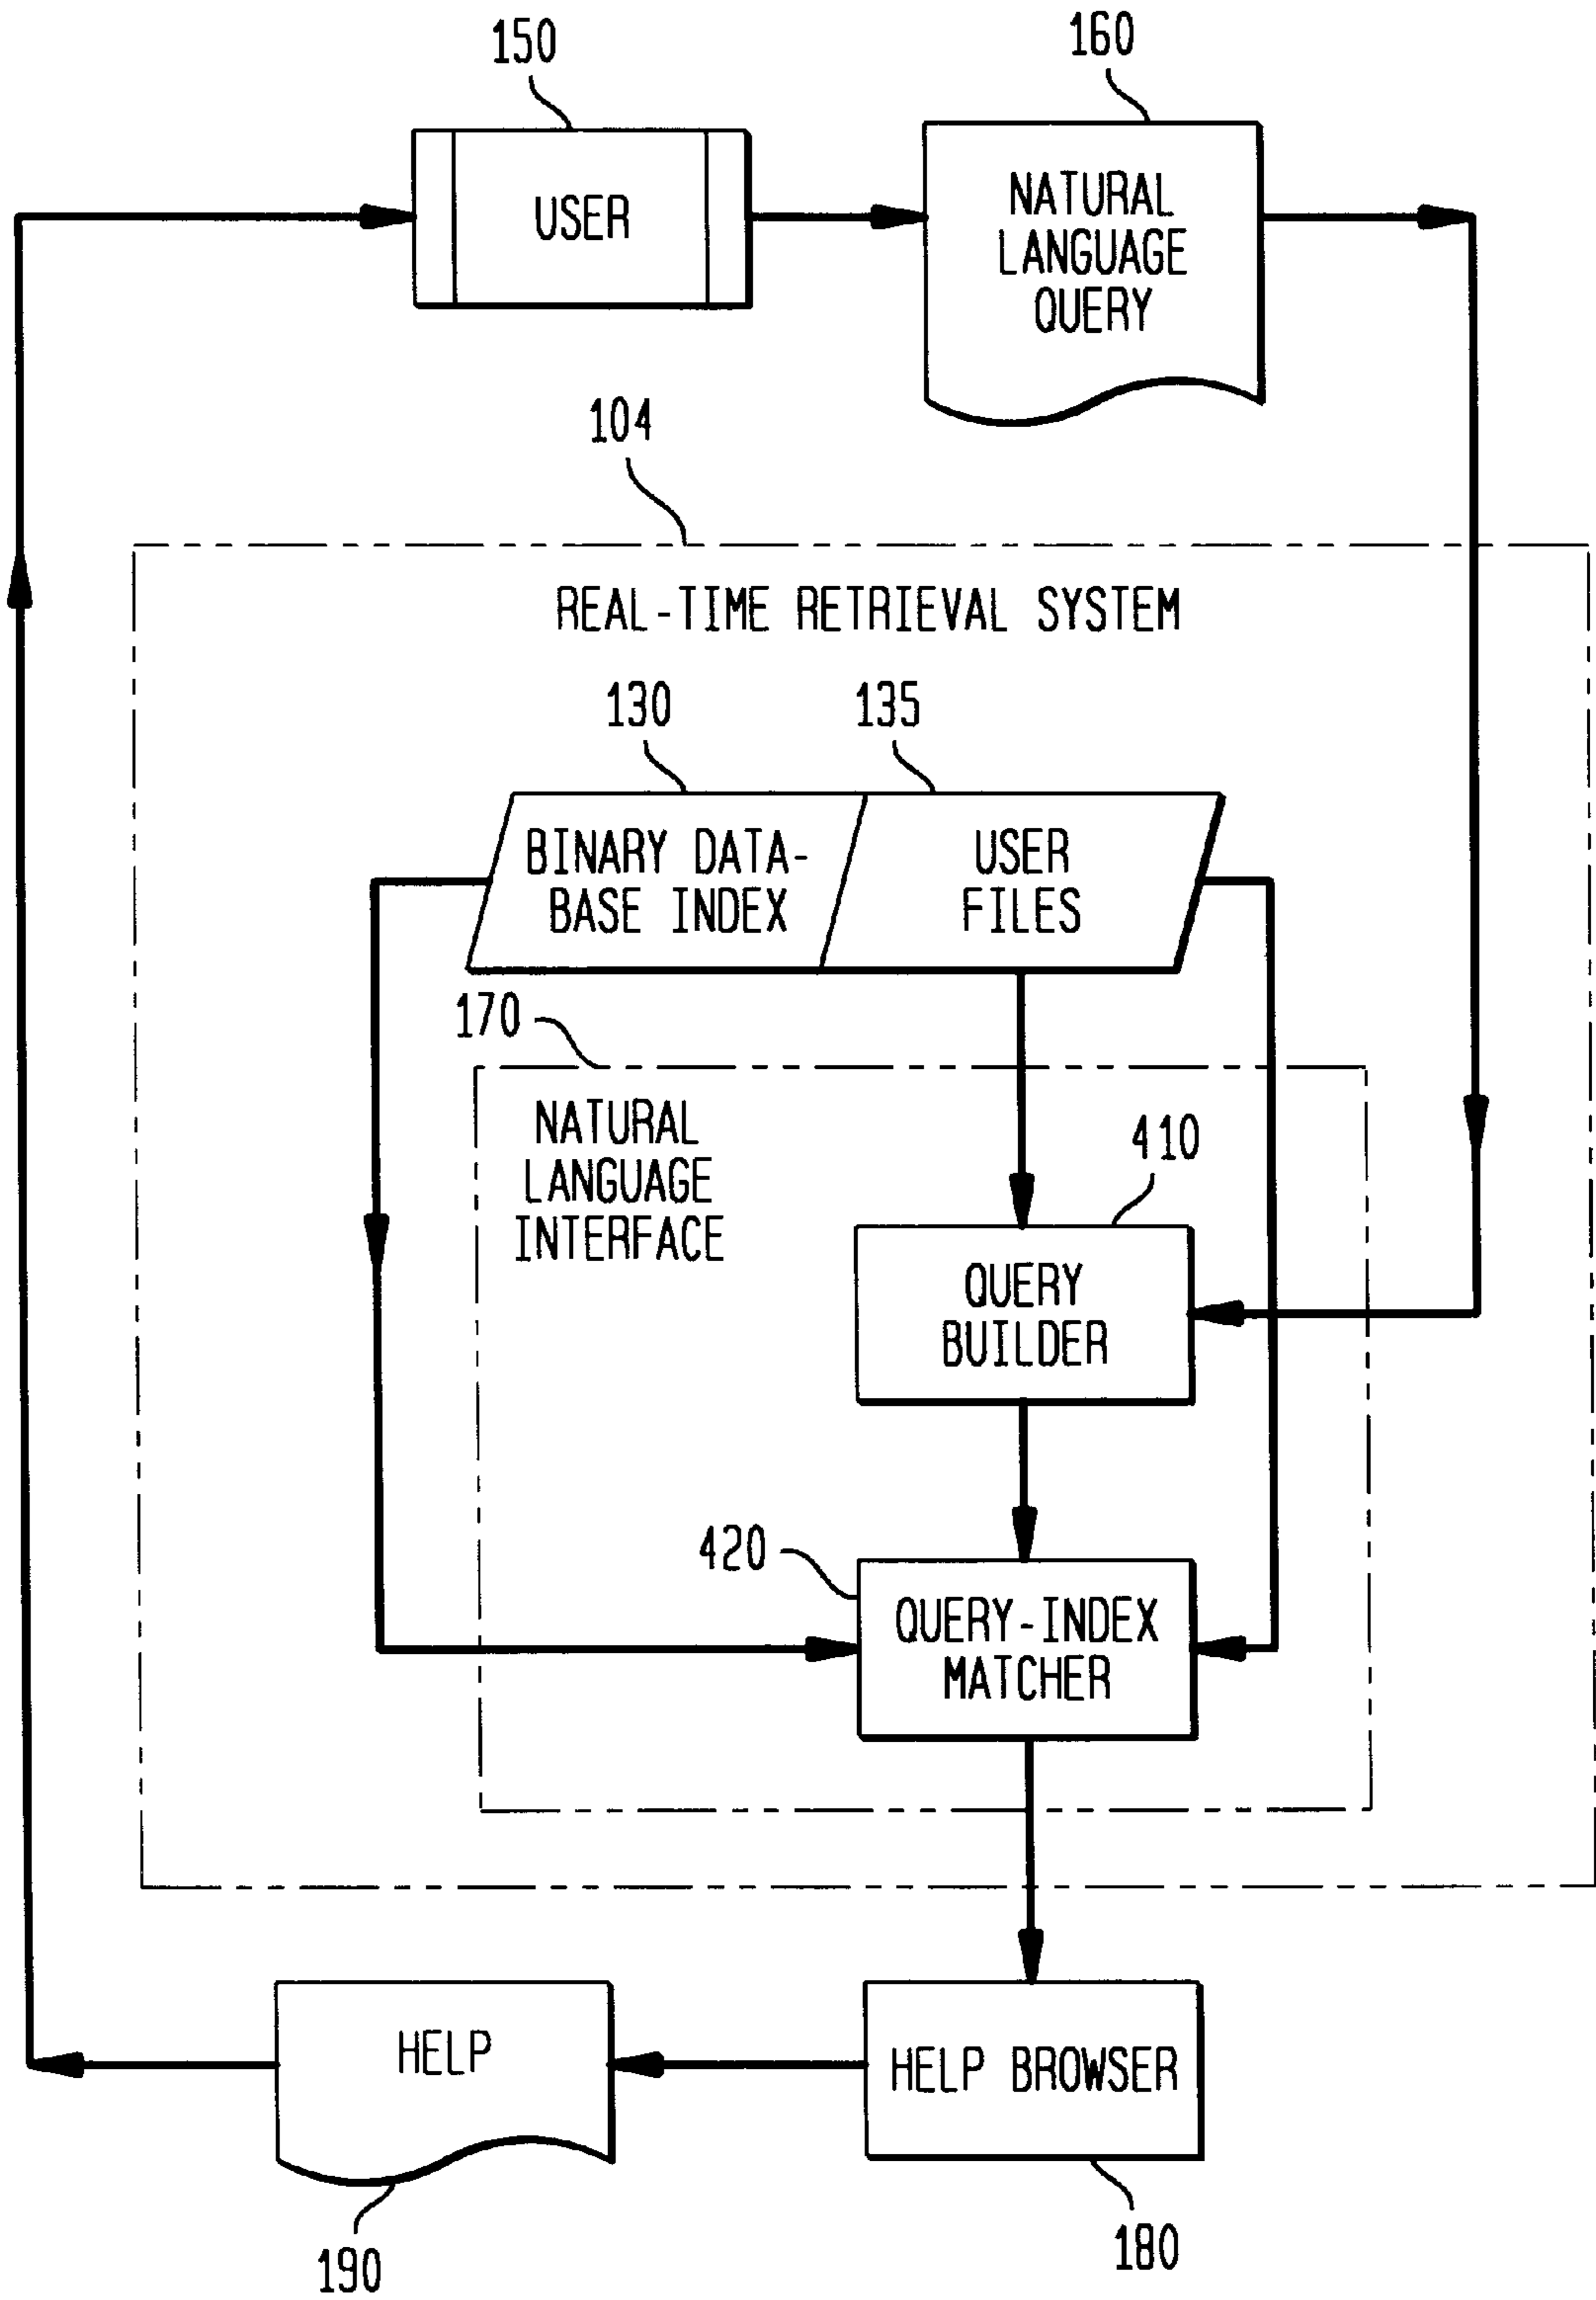 150
160
USER
NATURAL
LANGUAGE
QUERY
104
REAL-TIME RETRIEVAL SYSTEM
130
135
BINARY DATA-
BASE INDEX
USER
FILES
170
NATURAL
LANGUAGE
INTERFACE
410
QUERY
BUILDER
420
QUERY-INDEX
MATCHER
HELP
HELP BROWSER
190
180